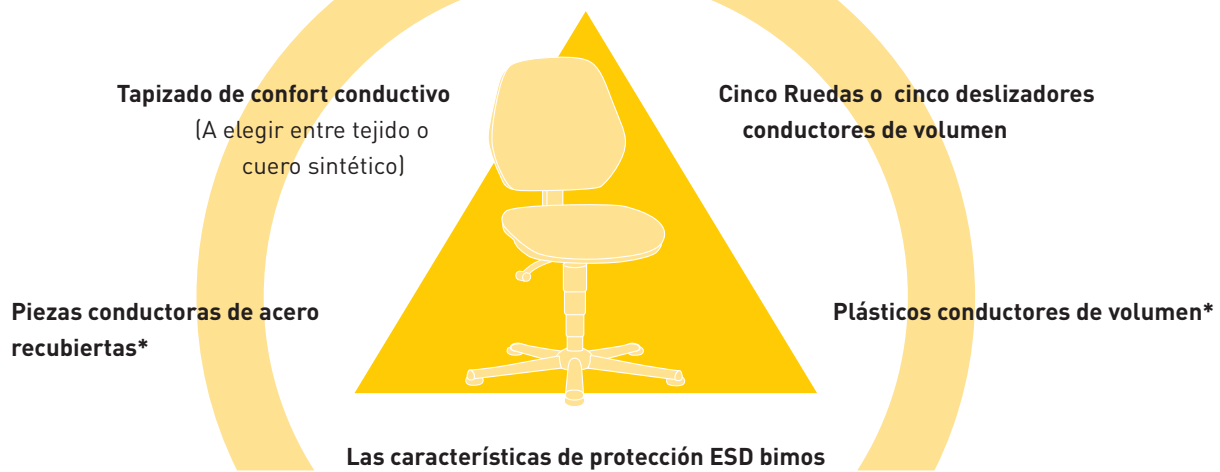 Tapizado de confort conductivo
(A elegir entre tejido o
cuero sintético)
Cinco Ruedas o cinco deslizadores
conductores de volumen
Piezas conductoras de acero
recubiertas*
Plásticos conductores de volumen*
Las características de protección ESD bimos